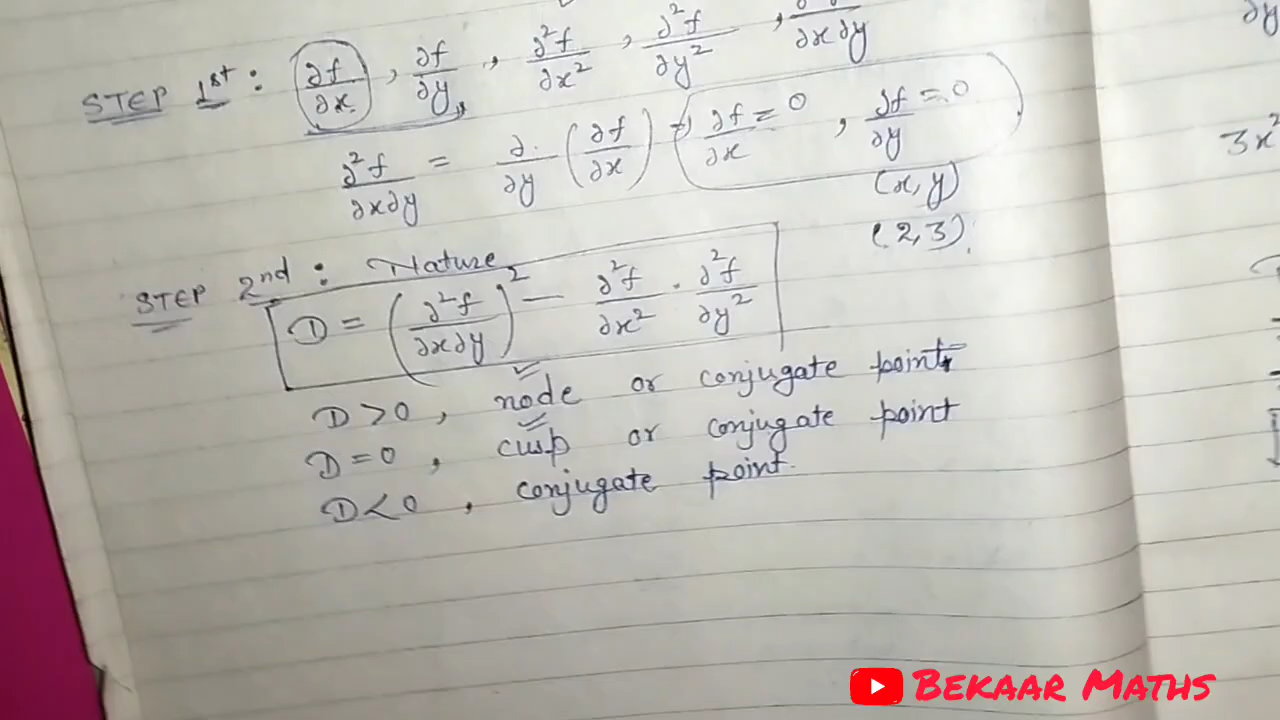 STEP 1st : ∂f/∂x , ∂f/∂y , ∂²f/∂x² , ∂²f/∂y² , /∂x∂y
∂²f/∂x∂y = ∂/∂y (∂f/∂x) → ∂f/∂x = 0 , ∂f/∂y = 0
(x, y)
(2, 3)
3x²
STEP 2nd : Nature
D = (∂²f/∂x∂y)² - ∂²f/∂x² · ∂²f/∂y²
D > 0 , node or conjugate point
D = 0 , cusp or conjugate point
D < 0 , conjugate point.
BEKAAR MATHS